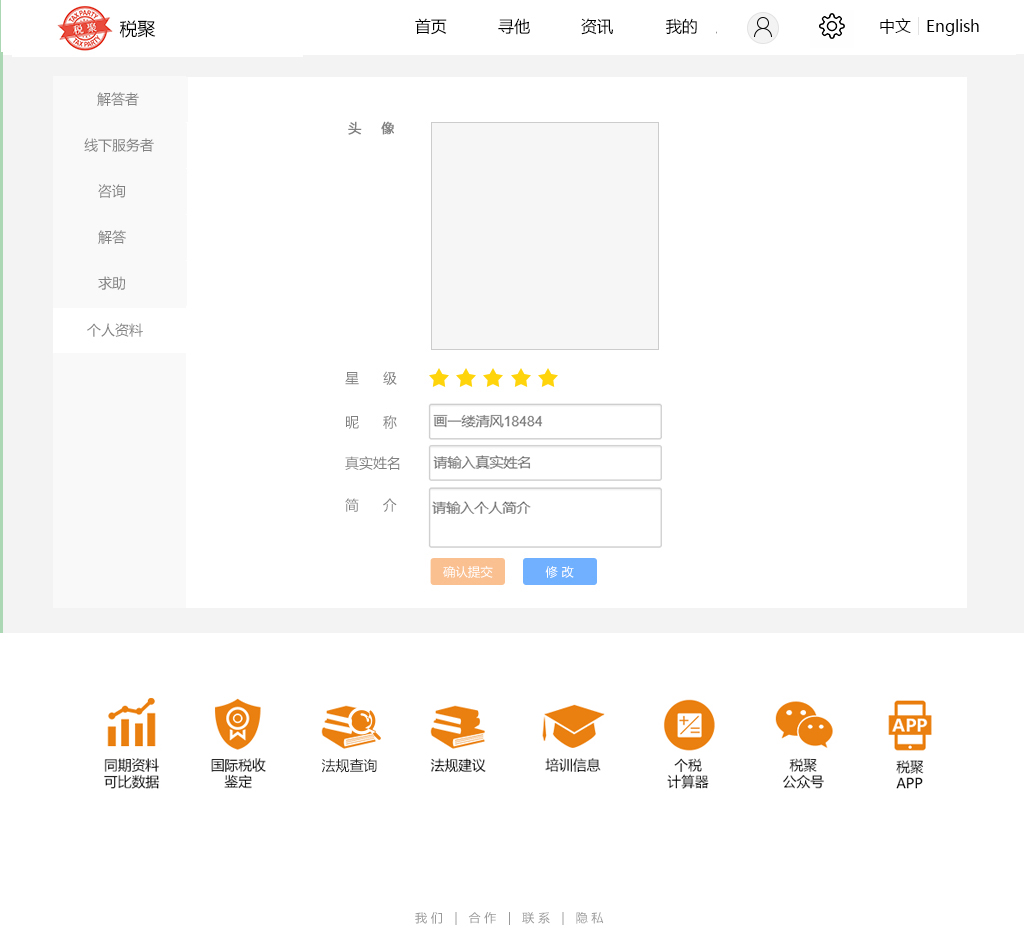 TAX PARTY
税 聚
TAX PARTY
税聚
首页 寻他 资讯 我的 中文 English
解答者
线下服务者
咨询
解答
求助
个人资料
头 像
星 级
昵 称 画一缕清风18484
真实姓名 请输入真实姓名
简 介 请输入个人简介
确认提交 修 改
APP
同期资料
可比数据
国际税收
鉴定
法规查询
法规建议
培训信息
个税
计算器
税聚
公众号
税聚
APP
我们 | 合作 | 联系 | 隐私